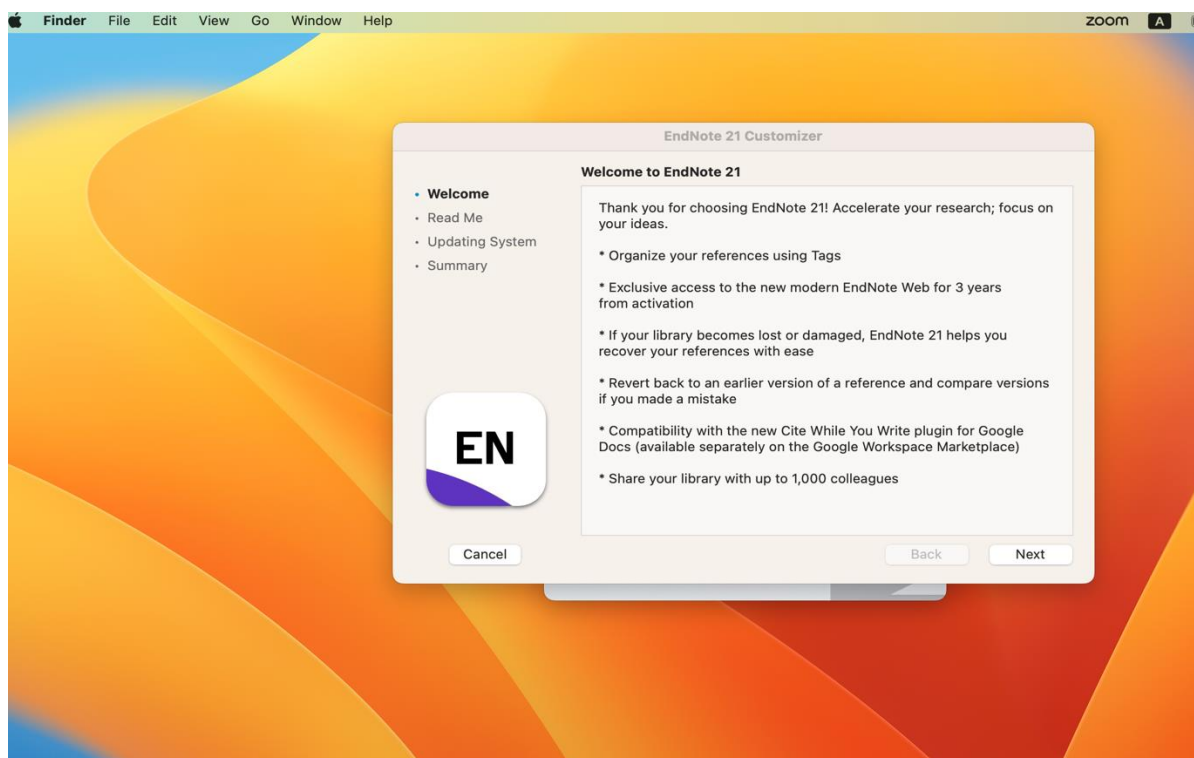 Finder File Edit View Go Window Help zoom A
EndNote 21 Customizer
Welcome to EndNote 21
• Welcome
• Read Me
• Updating System
• Summary
Thank you for choosing EndNote 21! Accelerate your research; focus on
your ideas.
* Organize your references using Tags
* Exclusive access to the new modern EndNote Web for 3 years
from activation
* If your library becomes lost or damaged, EndNote 21 helps you
recover your references with ease
* Revert back to an earlier version of a reference and compare versions
if you made a mistake
* Compatibility with the new Cite While You Write plugin for Google
Docs (available separately on the Google Workspace Marketplace)
* Share your library with up to 1,000 colleagues
EN
Cancel Back Next